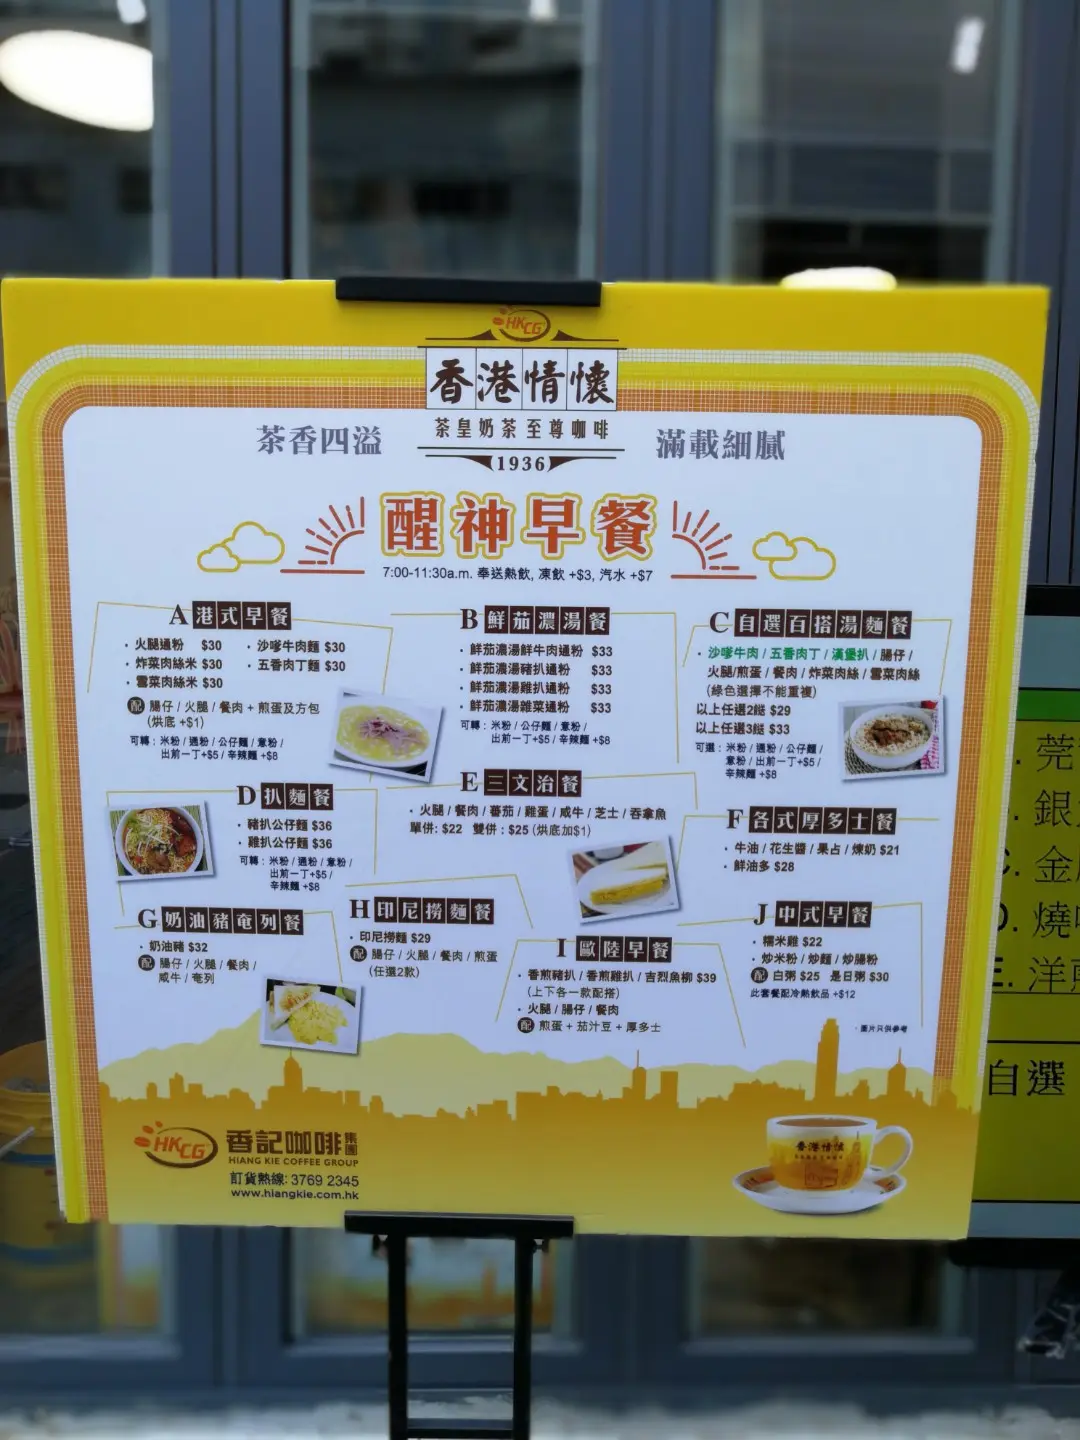 HKCG
香港情懷
茶皇奶茶至尊咖啡
1936
茶香四溢
滿載細膩
醒神早餐
7:00-11:30a.m. 奉送熱飲, 凍飲 +$3, 汽水 +$7
A 港式早餐
· 火腿通粉 $30
· 炸菜肉絲米 $30
· 雪菜肉絲米 $30
· 沙嗲牛肉麵 $30
· 五香肉丁麵 $30
配 腸仔 / 火腿 / 餐肉 + 煎蛋及方包
(烘底 +$1)
可轉 : 米粉 / 通粉 / 公仔麵 / 意粉 /
出前一丁+$5 / 辛辣麵 +$8
B 鮮茄濃湯餐
· 鮮茄濃湯鮮牛肉通粉 $33
· 鮮茄濃湯豬扒通粉 $33
· 鮮茄濃湯雞扒通粉 $33
· 鮮茄濃湯雜菜通粉 $33
可轉 : 米粉 / 公仔麵 / 意粉 /
出前一丁+$5 / 辛辣麵 +$8
C 自選百搭湯麵餐
· 沙嗲牛肉 / 五香肉丁 / 漢堡扒 / 腸仔 /
火腿/煎蛋 / 餐肉 / 炸菜肉絲 / 雪菜肉絲
(綠色選擇不能重複)
以上任選2餸 $29
以上任選3餸 $33
可選 : 米粉 / 通粉 / 公仔麵 /
意粉 / 出前一丁+$5 /
辛辣麵 +$8
D 扒麵餐
· 豬扒公仔麵 $36
· 雞扒公仔麵 $36
可轉 : 米粉 / 通粉 / 意粉 /
出前一丁+$5 /
辛辣麵 +$8
E 三文治餐
· 火腿 / 餐肉 / 蕃茄 / 雞蛋 / 咸牛 / 芝士 / 吞拿魚
單併 : $22 雙併 : $25 (烘底加$1)
F 各式厚多士餐
· 牛油 / 花生醬 / 果占 / 煉奶 $21
· 鮮油多 $28
G 奶油豬奄列餐
· 奶油豬 $32
配 腸仔 / 火腿 / 餐肉 /
咸牛 / 奄列
H 印尼撈麵餐
· 印尼撈麵 $29
配 腸仔 / 火腿 / 餐肉 / 煎蛋
(任選2款)
I 歐陸早餐
· 香煎豬扒 / 香煎雞扒 / 吉烈魚柳 $39
(上下各一款配搭)
· 火腿 / 腸仔 / 餐肉
配 煎蛋 + 茄汁豆 + 厚多士
J 中式早餐
· 糯米雞 $22
· 炒米粉 / 炒麵 / 炒腸粉
配 白粥 $25 是日粥 $30
此套餐配冷熱飲品 +$12
· 圖片只供參考
HKCG 香記咖啡集團
HIANG KIE COFFEE GROUP
訂貨熱線: 3769 2345
www.hiangkie.com.hk
香港情懷
莞
銀
金
燒
E. 洋
自選